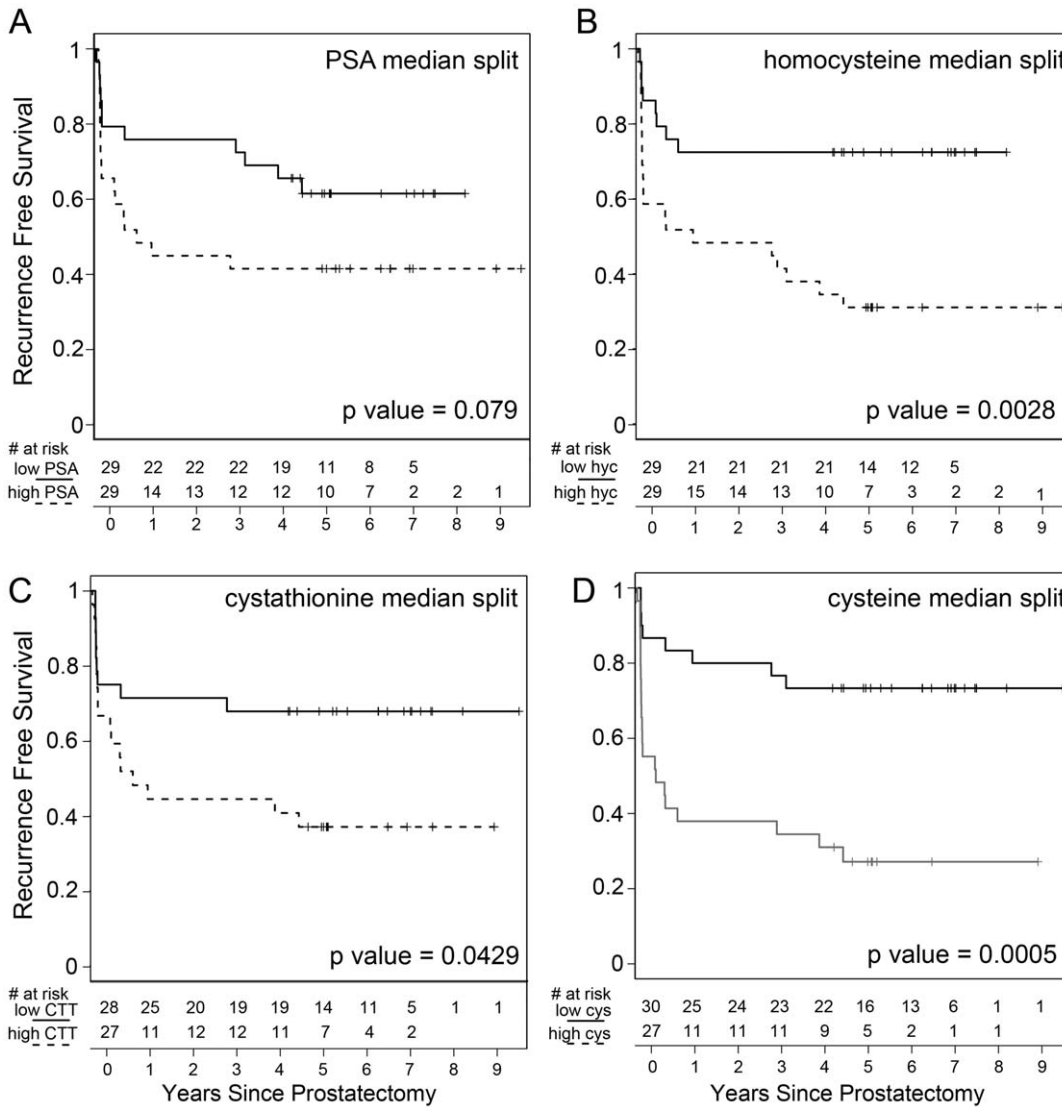 A
PSA median split
Recurrence Free Survival
1
0.8
0.6
0.4
0.2
0
p value = 0.079
# at risk
low PSA 29 22 22 22 19 11 8 5
high PSA 29 14 13 12 12 10 7 2 2 1
0 1 2 3 4 5 6 7 8 9
B
homocysteine median split
1
0.8
0.6
0.4
0.2
0
p value = 0.0028
# at risk
low hyc 29 21 21 21 21 14 12 5
high hyc 29 15 14 13 10 7 3 2 2 1
0 1 2 3 4 5 6 7 8 9
C
cystathionine median split
Recurrence Free Survival
1
0.8
0.6
0.4
0.2
0
p value = 0.0429
# at risk
low CTT 28 25 20 19 19 14 11 5 1 1
high CTT 27 11 12 12 11 7 4 2
0 1 2 3 4 5 6 7 8 9
Years Since Prostatectomy
D
cysteine median split
1
0.8
0.6
0.4
0.2
0
p value = 0.0005
# at risk
low cys 30 25 24 23 22 16 13 6 1 1
high cys 27 11 11 11 9 5 2 1 1
0 1 2 3 4 5 6 7 8 9
Years Since Prostatectomy